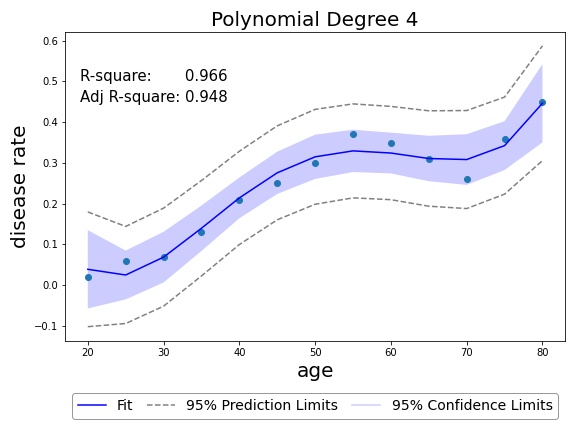 Polynomial Degree 4
R-square: 0.966
Adj R-square: 0.948
disease rate
0.6
0.5
0.4
0.3
0.2
0.1
0.0
−0.1
20 30 40 50 60 70 80
age
Fit 95% Prediction Limits 95% Confidence Limits